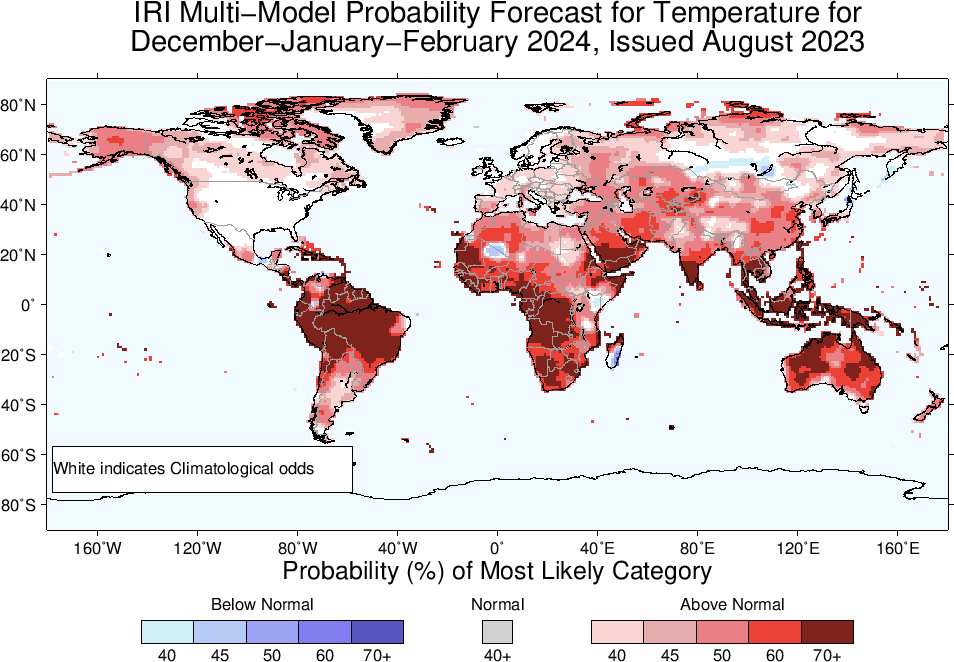 IRI Multi−Model Probability Forecast for Temperature for
December−January−February 2024, Issued August 2023
80˚N
60˚N
40˚N
20˚N
0˚
20˚S
40˚S
60˚S
80˚S
White indicates Climatological odds
160˚W 120˚W 80˚W 40˚W 0˚ 40˚E 80˚E 120˚E 160˚E
Probability (%) of Most Likely Category
Below Normal Normal Above Normal
40 45 50 60 70+ 40+ 40 45 50 60 70+